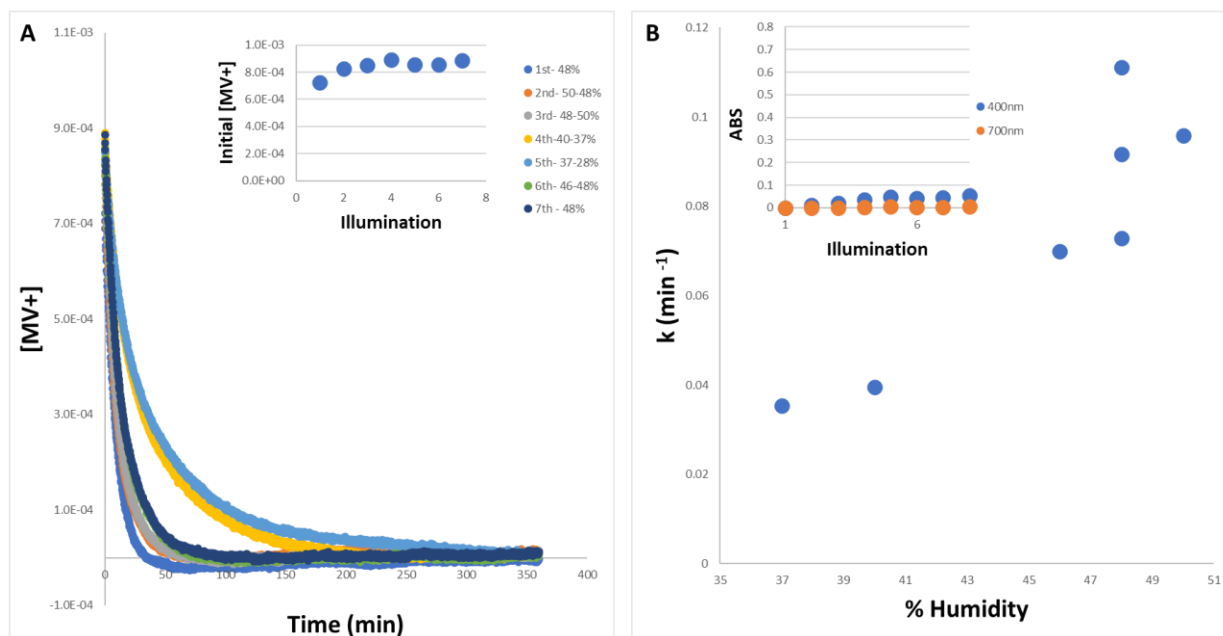 A
1.1E-03
9.0E-04
7.0E-04
5.0E-04
3.0E-04
1.0E-04
-1.0E-04
[MV+]
0
50
100
150
200
250
300
350
400
Time (min)
1.0E-03
8.0E-04
6.0E-04
4.0E-04
2.0E-04
0.0E+00
Initial [MV+]
0
2
4
6
8
Illumination
1st- 48%
2nd- 50-48%
3rd- 48-50%
4th-40-37%
5th- 37-28%
6th- 46-48%
7th - 48%
B
0.12
0.1
0.08
0.06
0.04
0.02
0
k (min ⁻¹)
35
37
39
41
43
45
47
49
51
% Humidity
0.8
0.7
0.6
0.5
0.4
0.3
0.2
0.1
0
ABS
1
6
Illumination
400nm
700nm